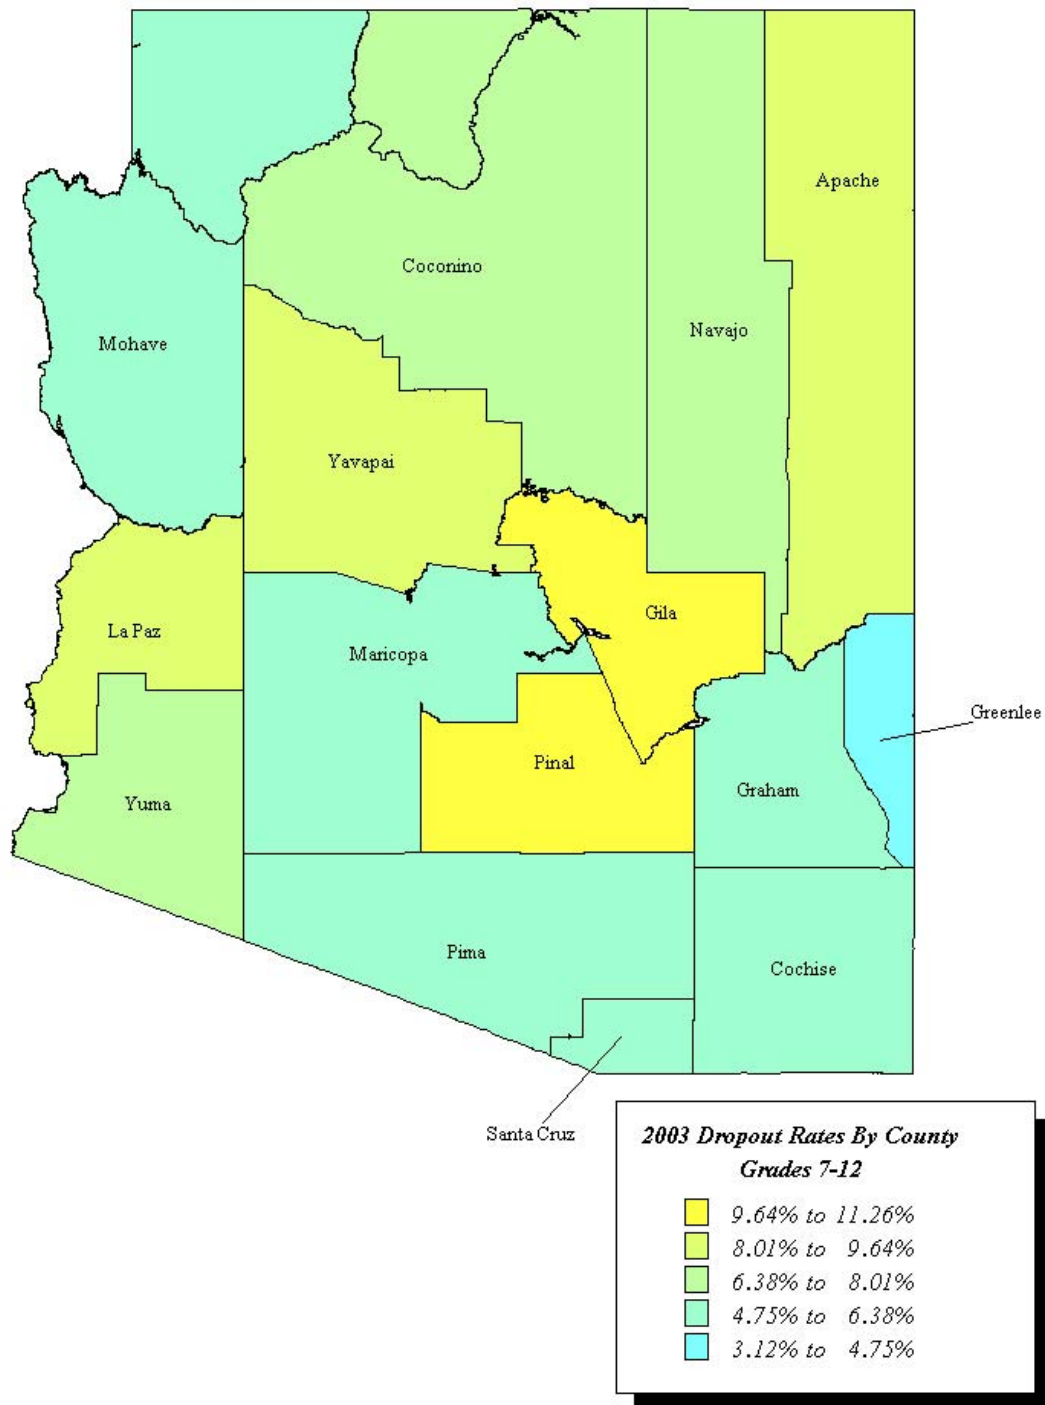 Apache
Coconino
Navajo
Mohave
Yavapai
Gila
La Paz
Maricopa
Greenlee
Pinal
Graham
Yuma
Pima
Cochise
Santa Cruz
2003 Dropout Rates By County
Grades 7-12
9.64% to 11.26%
8.01% to 9.64%
6.38% to 8.01%
4.75% to 6.38%
3.12% to 4.75%